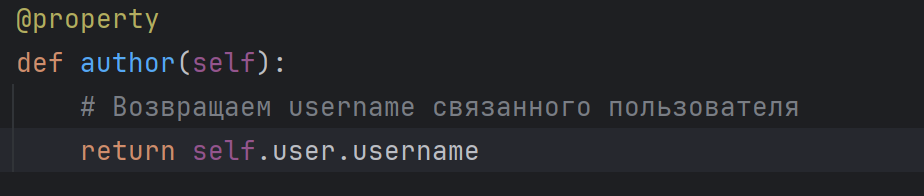 @property
def author(self):
    # Возвращаем username связанного пользователя
    return self.user.username